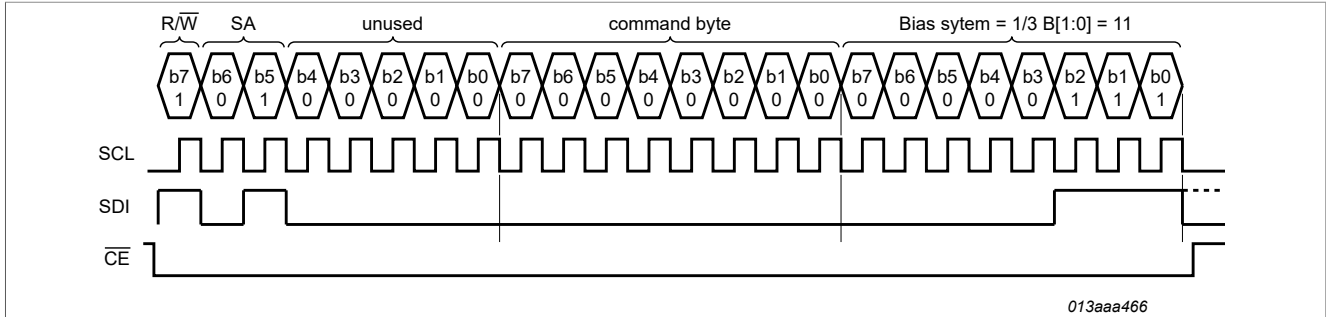 R/W SA unused command byte Bias sytem = 1/3 B[1:0] = 11
b7 b6 b5 b4 b3 b2 b1 b0 b7 b6 b5 b4 b3 b2 b1 b0 b7 b6 b5 b4 b3 b2 b1 b0
1 0 1 0 0 0 0 0 0 0 0 0 0 0 0 0 0 0 0 0 0 1 1 1
SCL
SDI
CE
013aaa466